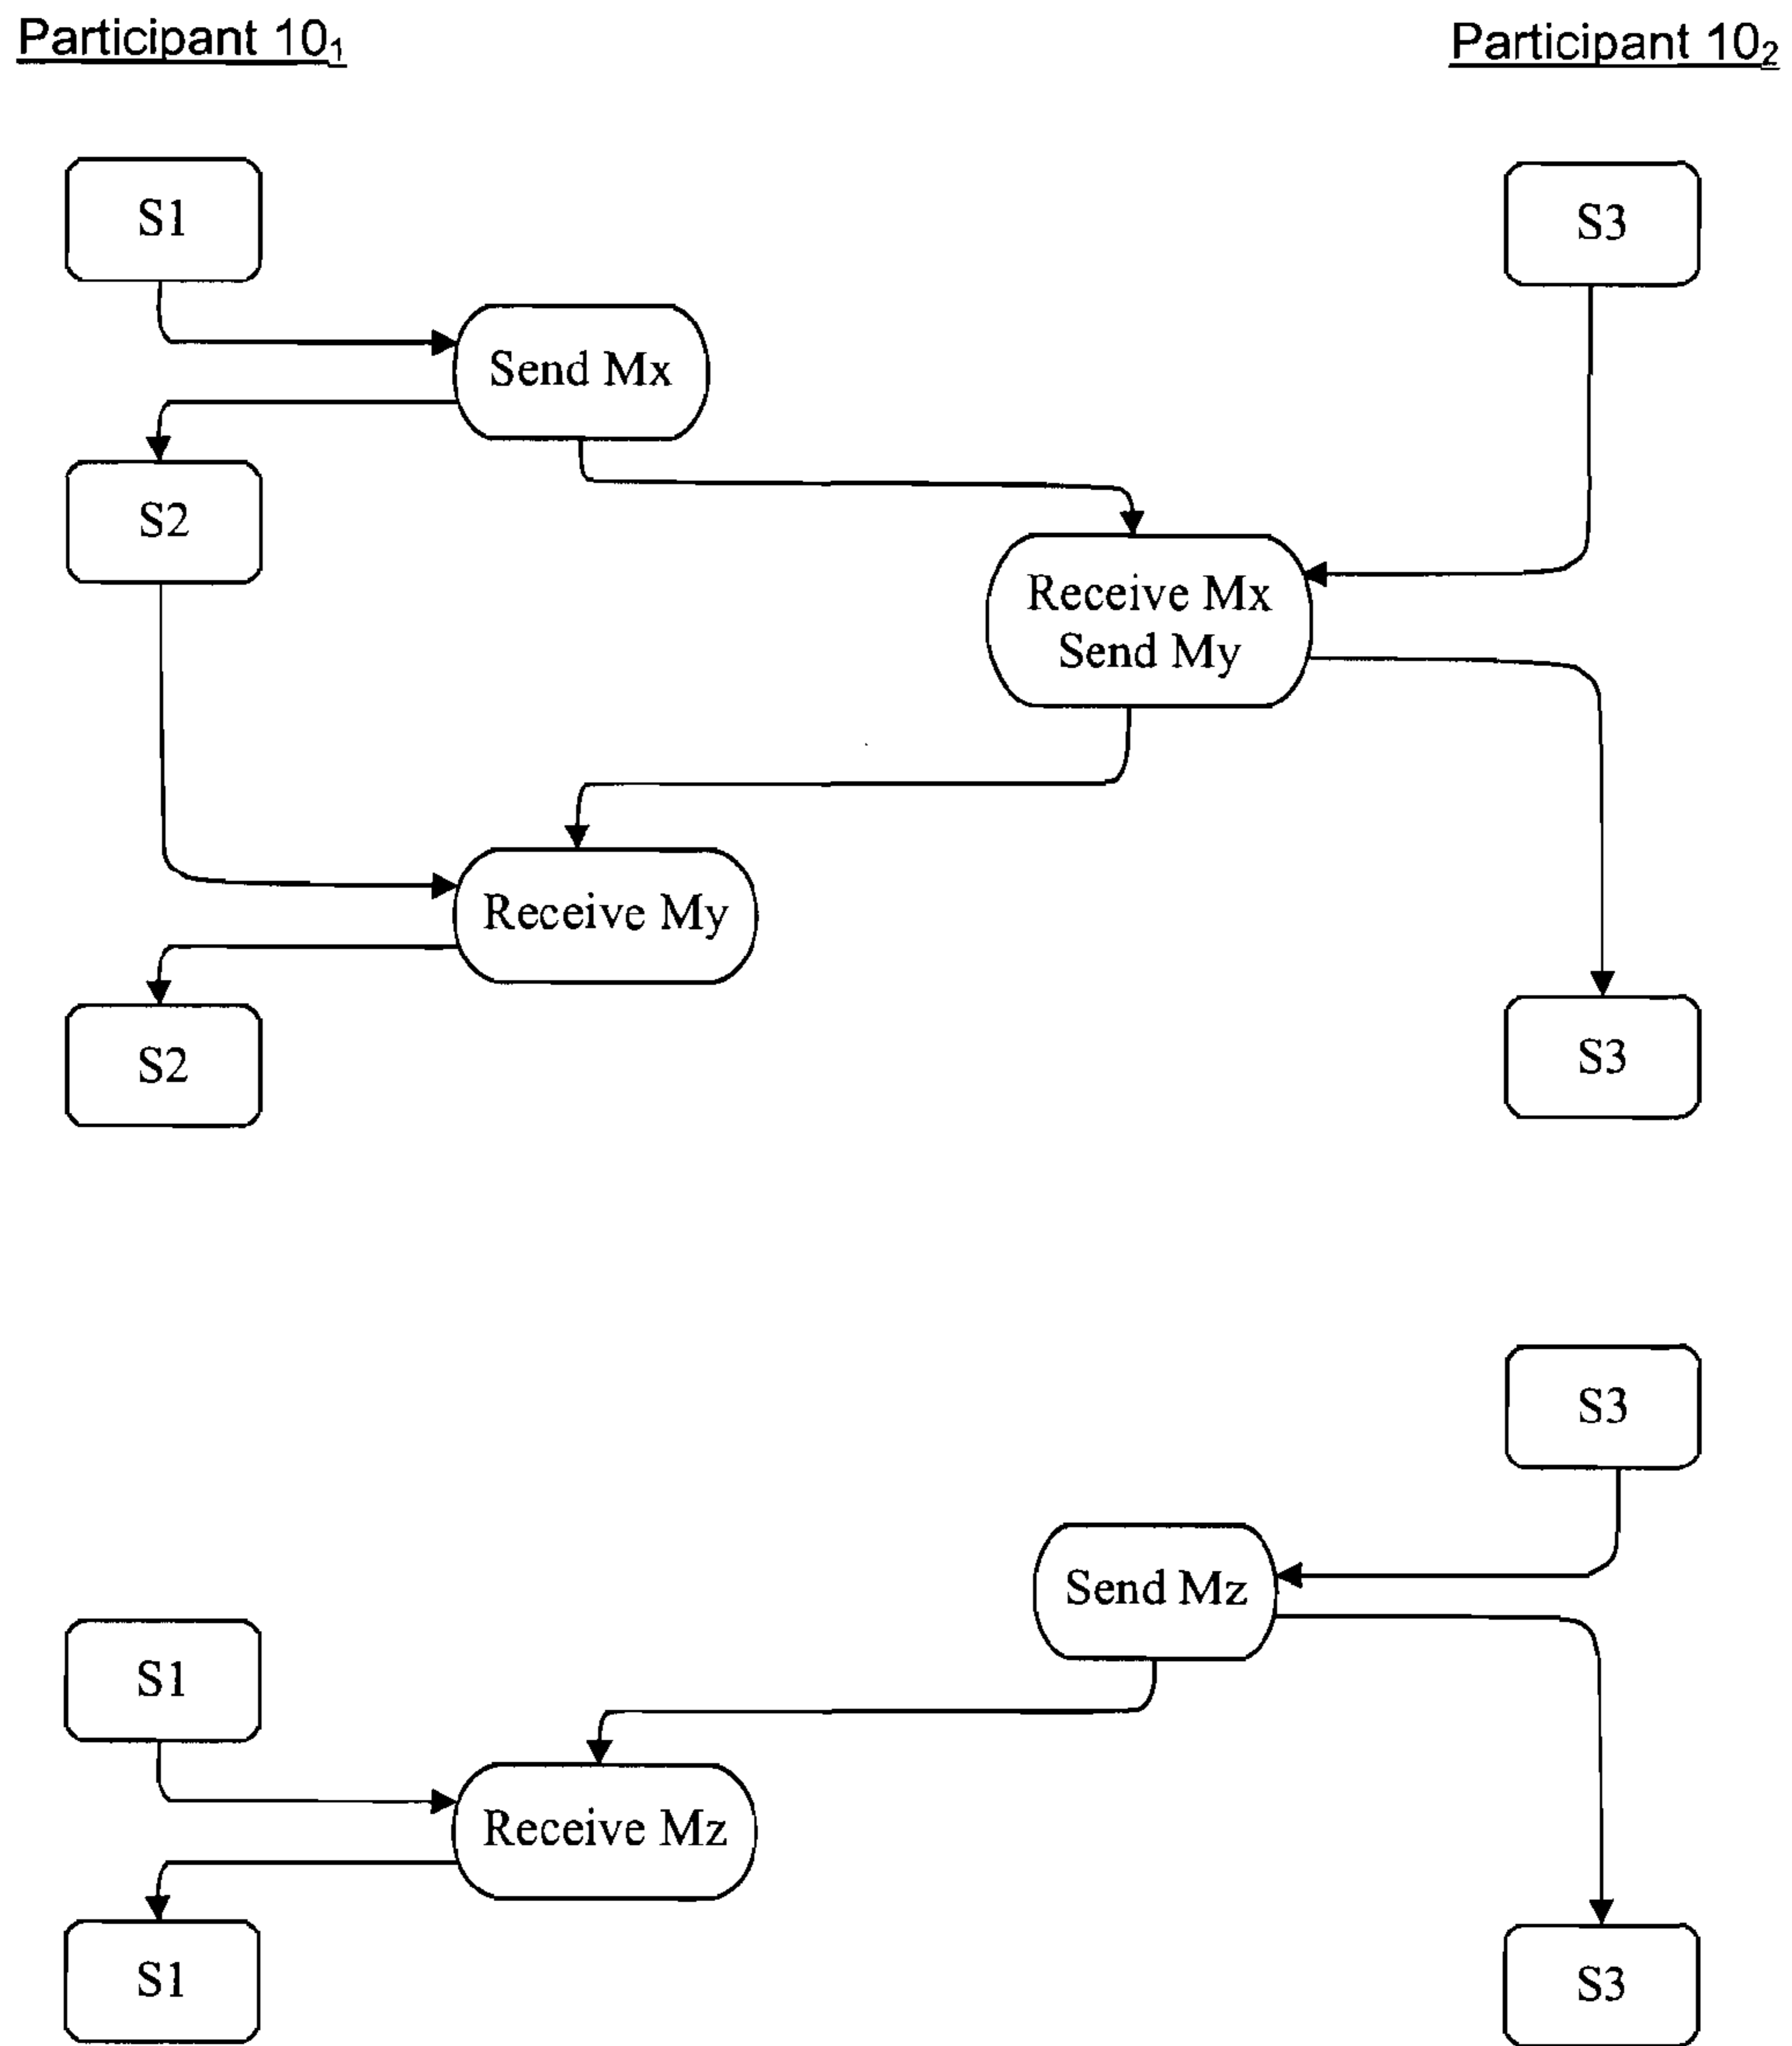 Participant 10₁
Participant 10₂
S1
S3
Send Mx
S2
Receive Mx
Send My
Receive My
S2
S3
S3
Send Mz
S1
Receive Mz
S1
S3